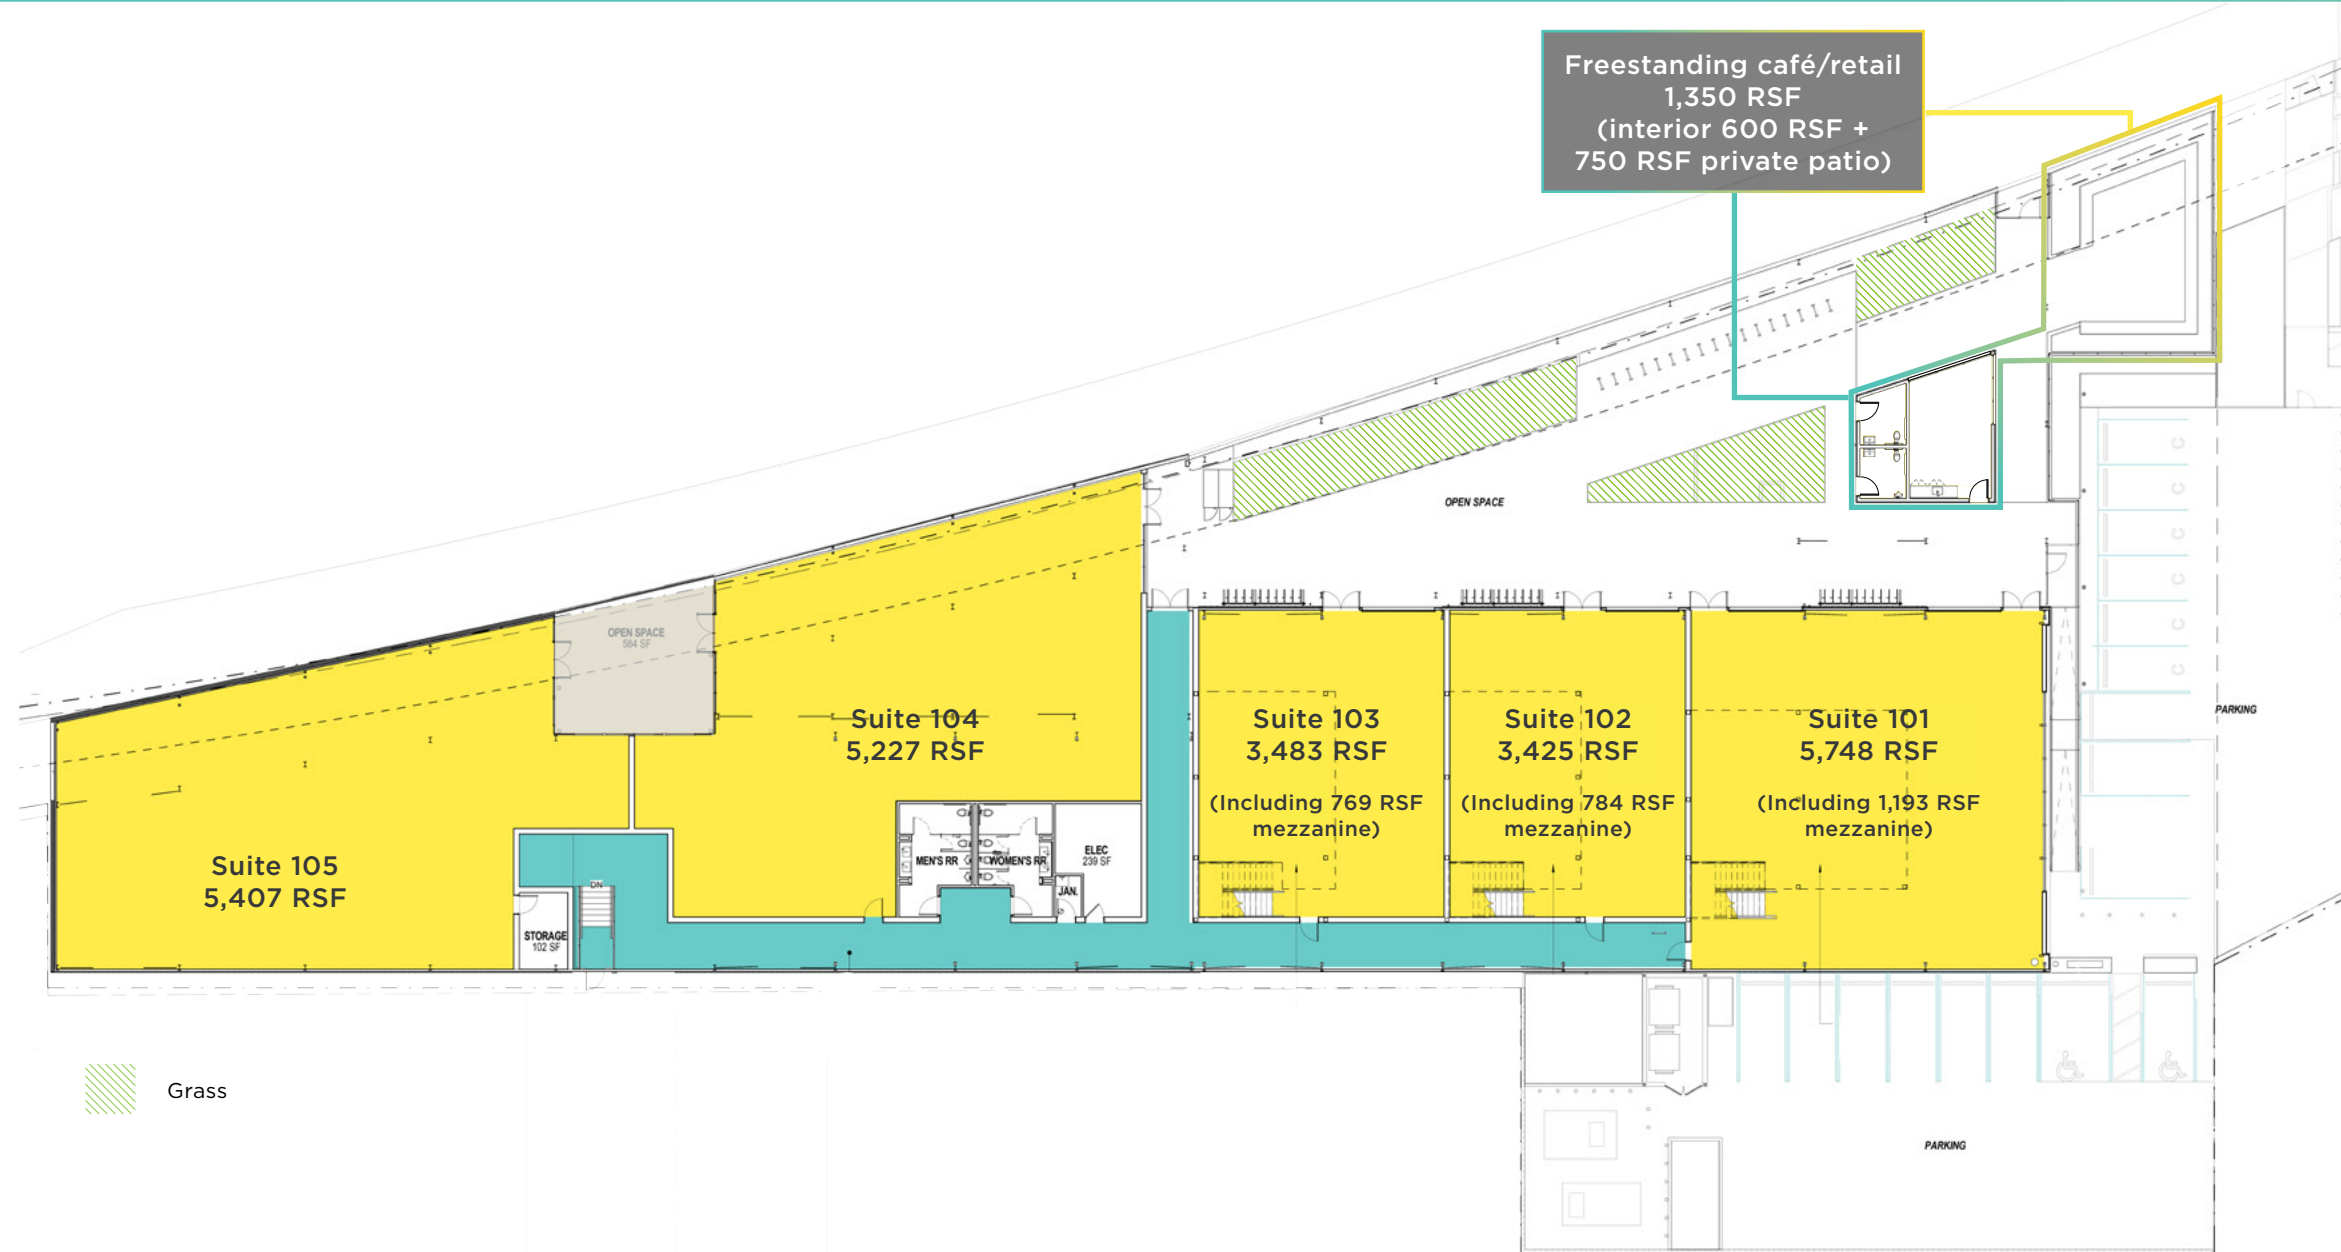 Freestanding café/retail
1,350 RSF
(interior 600 RSF +
750 RSF private patio)
OPEN SPACE
OPEN SPACE
584 SF
Suite 104
5,227 RSF
Suite 103
3,483 RSF
(Including 769 RSF
mezzanine)
Suite 102
3,425 RSF
(Including 784 RSF
mezzanine)
Suite 101
5,748 RSF
(Including 1,193 RSF
mezzanine)
PARKING
C
C
C
C
C
C
Suite 105
5,407 RSF
MEN'S RR
WOMEN'S RR
ELEC
239 SF
JAN.
DN
STORAGE
102 SF
Grass
PARKING